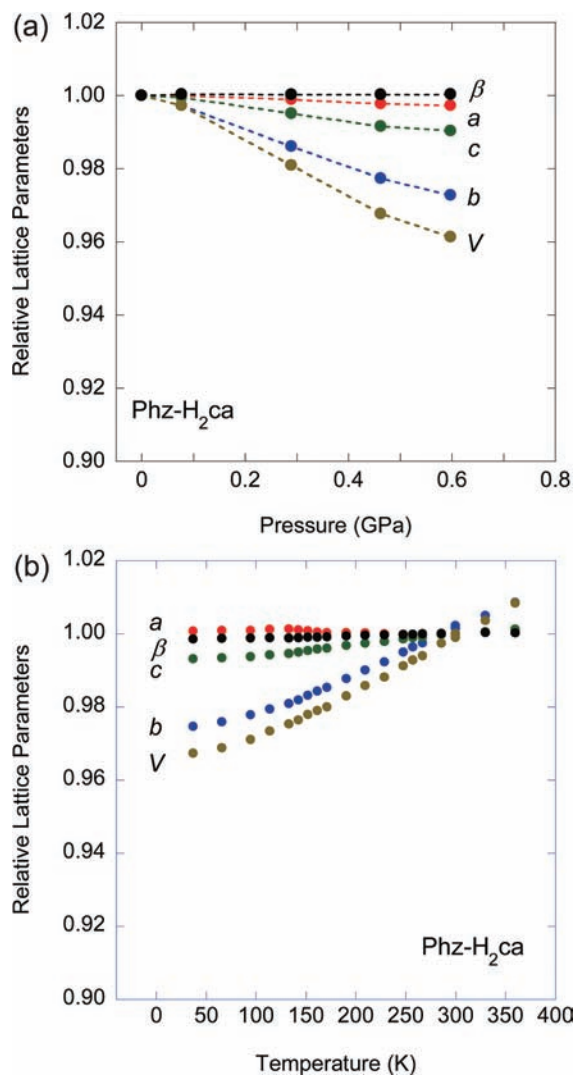 (a)
1.02
1.00
0.98
0.96
0.94
0.92
0.90
Relative Lattice Parameters
β
a
c
b
V
Phz-H₂ca
0 0.2 0.4 0.6 0.8
Pressure (GPa)
(b)
1.02
1.00
0.98
0.96
0.94
0.92
0.90
Relative Lattice Parameters
a
β
c
b
V
Phz-H₂ca
0 50 100 150 200 250 300 350 400
Temperature (K)